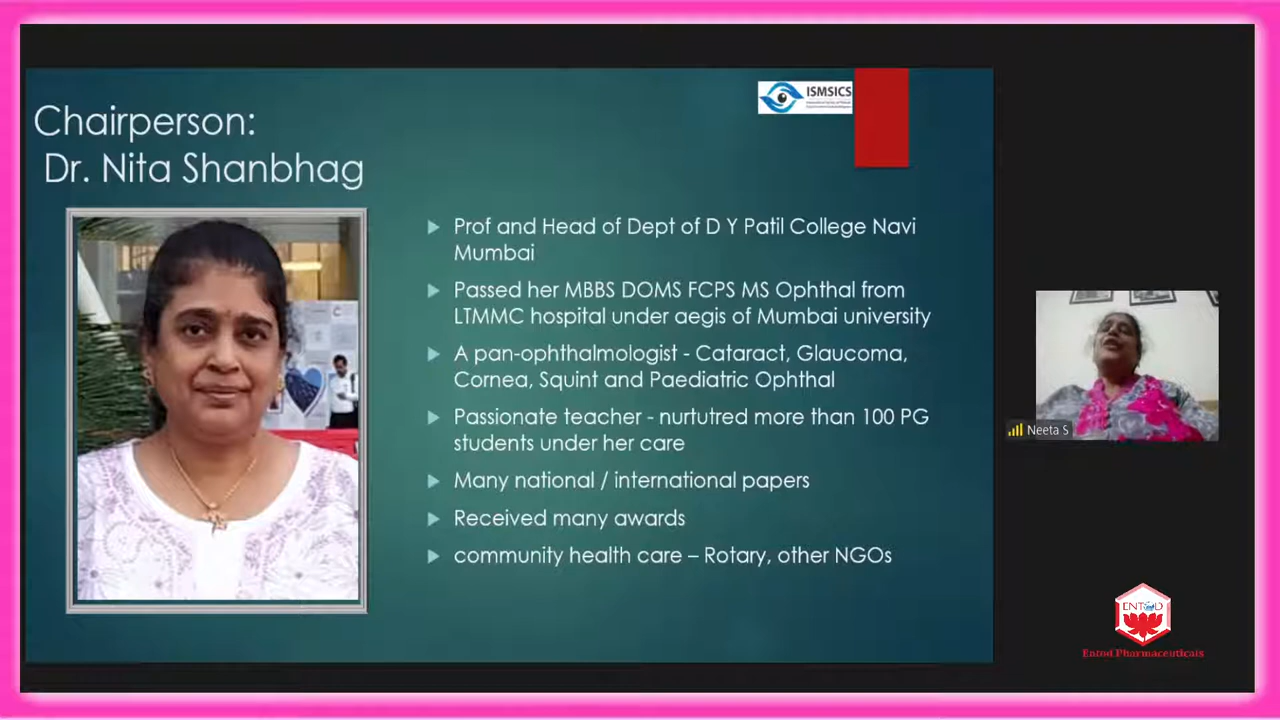 Chairperson:
Dr. Nita Shanbhag
ISMSICS
Prof and Head of Dept of D Y Patil College Navi
Mumbai
Passed her MBBS DOMS FCPS MS Ophthal from
LTMMC hospital under aegis of Mumbai university
A pan-ophthalmologist - Cataract, Glaucoma,
Cornea, Squint and Paediatric Ophthal
Passionate teacher - nurtutred more than 100 PG
students under her care
Many national / international papers
Received many awards
community health care – Rotary, other NGOs
Neeta S
ENTOD
Entod Pharmaceuticals